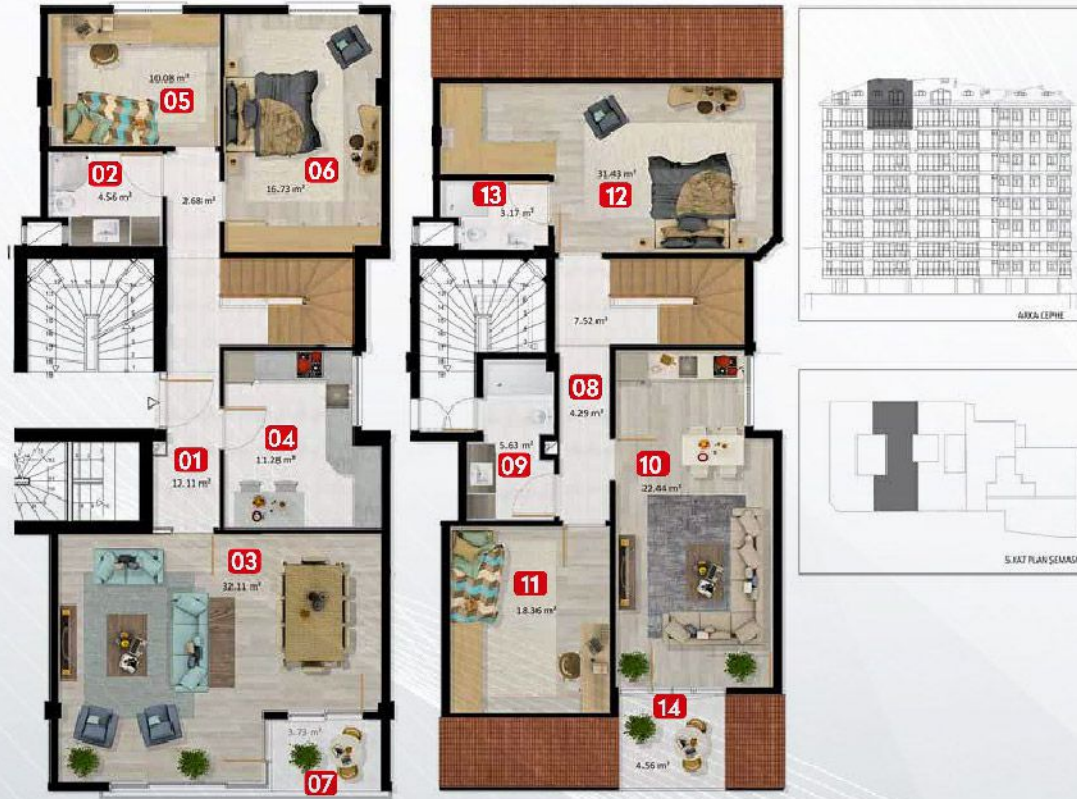 10.08 m²
05
02
4.56 m²
2.68 m²
06
16.73 m²
04
11.28 m²
01
12.11 m²
03
32.11 m²
3.73 m²
07
31.43 m²
12
13
3.17 m²
7.52 m²
08
4.29 m²
5.63 m²
09
10
22.44 m²
11
18.36 m²
14
4.56 m²
ARKA CEPHE
5.KAT PLAN ŞEMASI